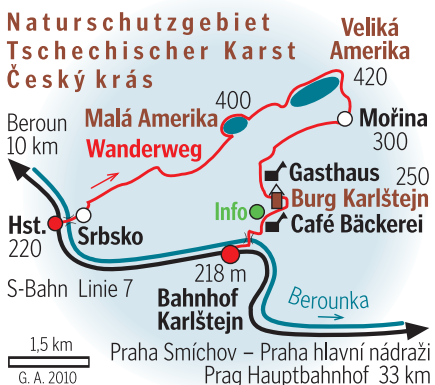 Naturschutzgebiet
Tschechischer Karst
Český krás
Veliká
Amerika
420
400
Malá Amerika
Mořina
300
Beroun
10 km
Wanderweg
Gasthaus
250
Burg Karlštejn
Info
Café Bäckerei
Hst.
220
Srbsko
218 m
S-Bahn Linie 7
Bahnhof
Karlštejn
Berounka
1,5 km
G. A. 2010
Praha Smíchov – Praha hlavní nádraži
Prag Hauptbahnhof 33 km